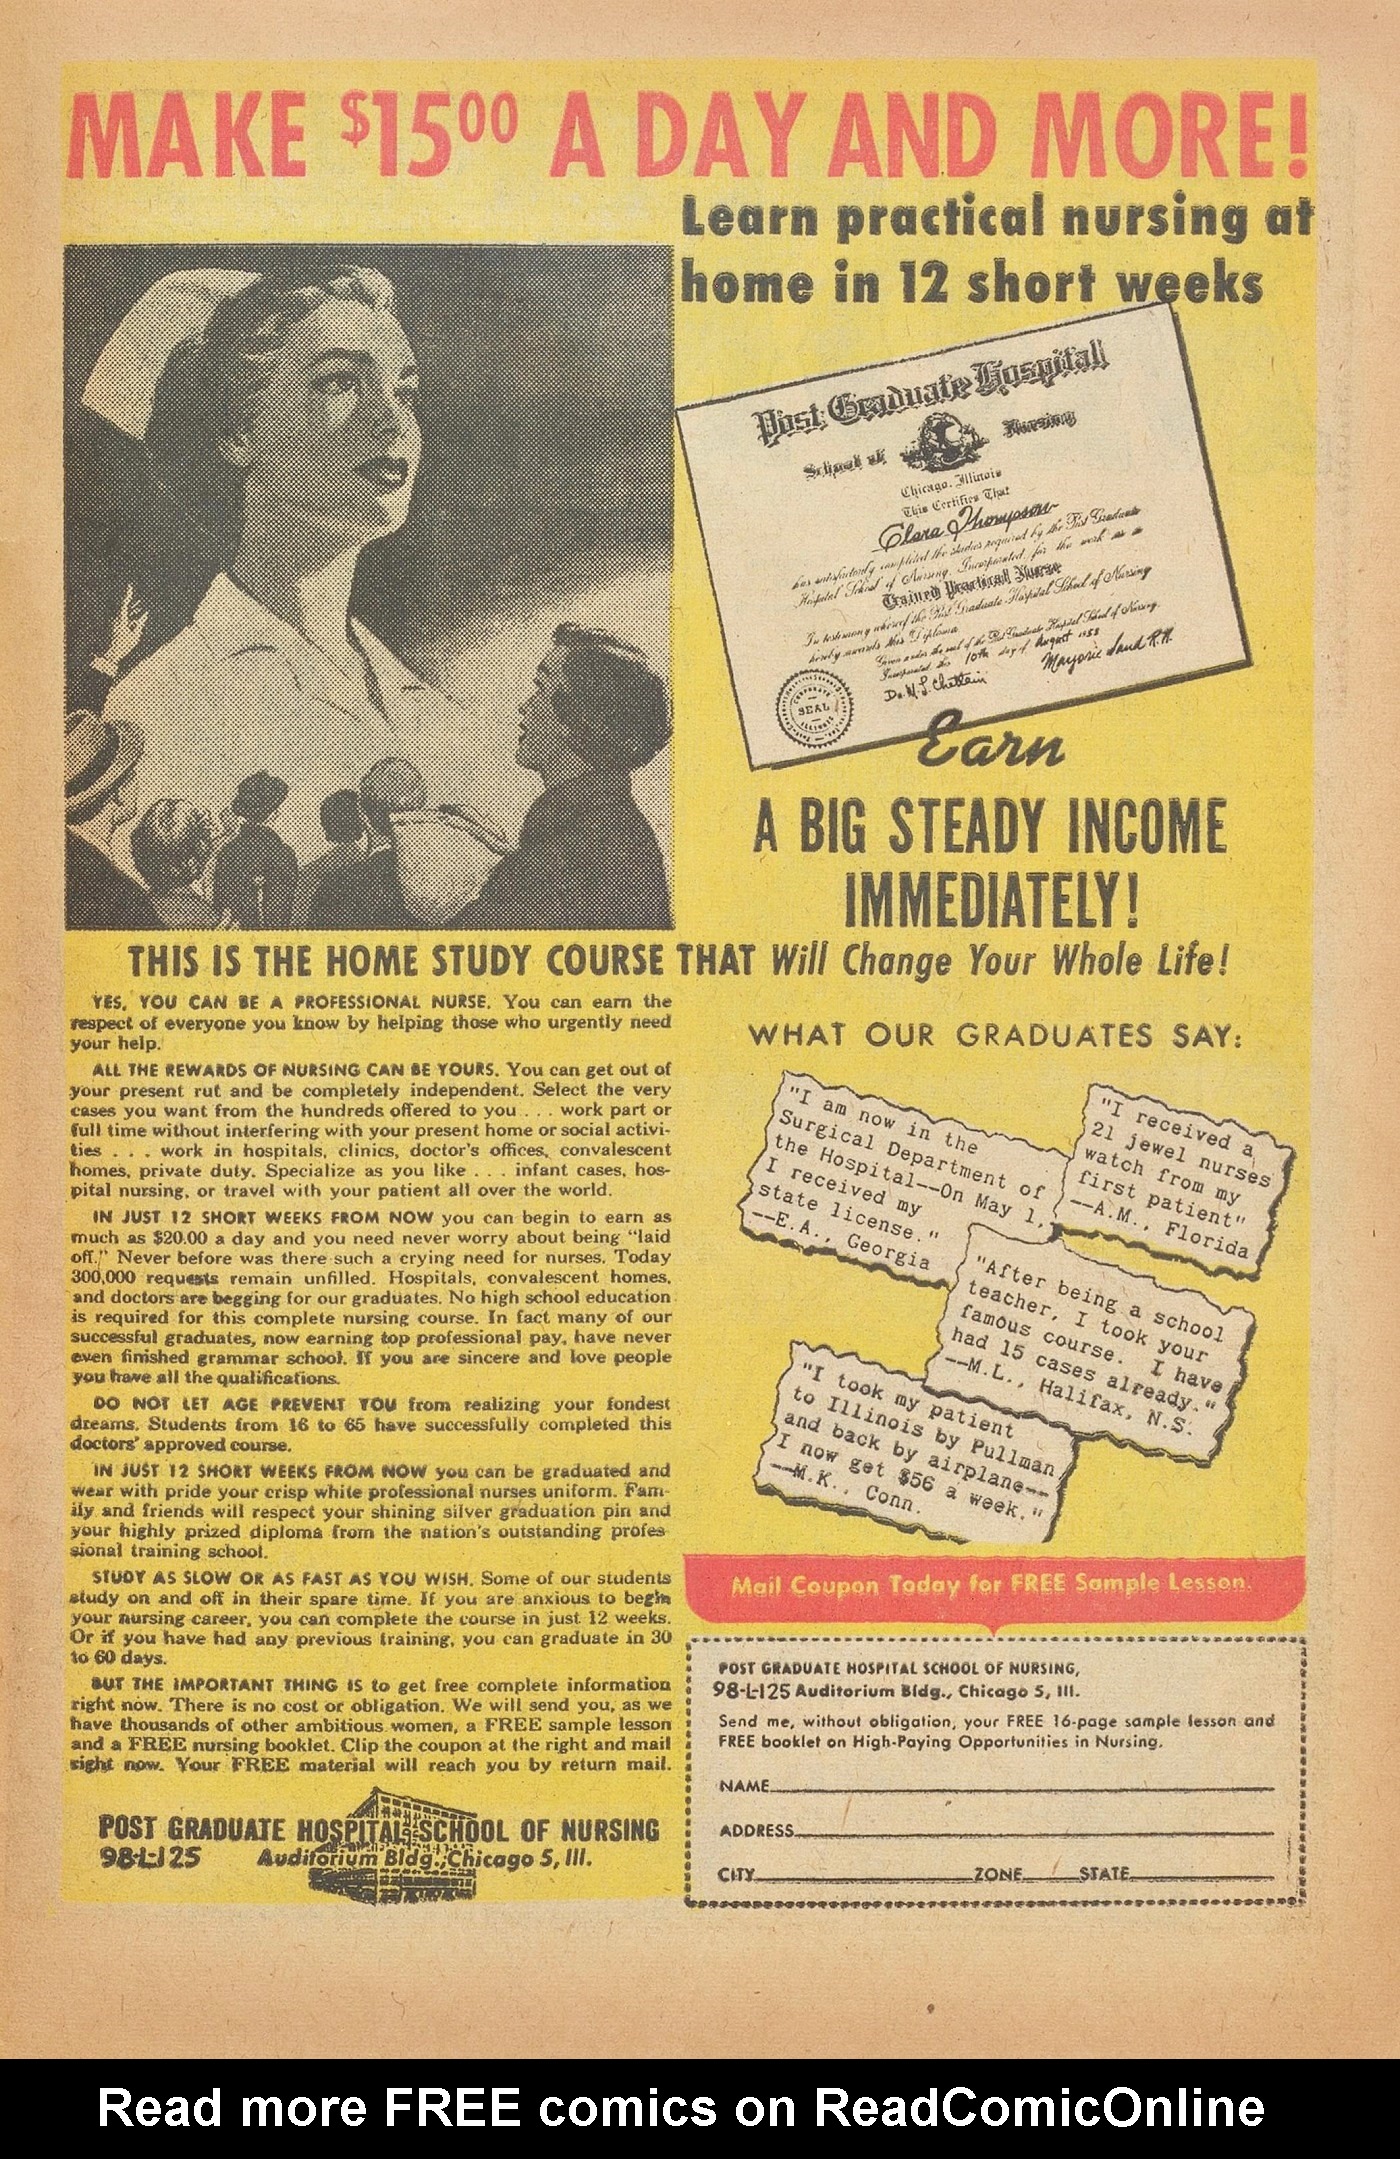 MAKE $15.00 A DAY AND MORE!
Learn practical nursing at
home in 12 short weeks
Post Graduate Hospital
School of Nursing
Chicago, Illinois
This Certifies That
Clara Thompson
has satisfactorily completed the studies required by the Post Graduate
Hospital School of Nursing, Incorporated, for the work as a
Trained Practical Nurse
In testimony whereof the Post Graduate Hospital School of Nursing
hereby awards this Diploma
Given under the seal of the Post Graduate Hospital School of Nursing,
Incorporated, this 10th day of August 1953
Marjorie Sand R.N.
CORPORATE
SEAL
ILLINOIS
Earn
A BIG STEADY INCOME
IMMEDIATELY!
THIS IS THE HOME STUDY COURSE THAT Will Change Your Whole Life!
YES, YOU CAN BE A PROFESSIONAL NURSE. You can earn the
respect of everyone you know by helping those who urgently need
your help.
ALL THE REWARDS OF NURSING CAN BE YOURS. You can get out of
your present rut and be completely independent. Select the very
cases you want from the hundreds offered to you . . . work part or
full time without interfering with your present home or social activi-
ties . . . work in hospitals, clinics, doctor's offices, convalescent
homes, private duty. Specialize as you like . . . infant cases, hos-
pital nursing, or travel with your patient all over the world.
IN JUST 12 SHORT WEEKS FROM NOW you can begin to earn as
much as $20.00 a day and you need never worry about being "laid
off." Never before was there such a crying need for nurses. Today
300,000 requests remain unfilled. Hospitals, convalescent homes,
and doctors are begging for our graduates. No high school education
is required for this complete nursing course. In fact many of our
successful graduates, now earning top professional pay, have never
even finished grammar school. If you are sincere and love people
you have all the qualifications.
DO NOT LET AGE PREVENT YOU from realizing your fondest
dreams. Students from 16 to 65 have successfully completed this
doctors' approved course.
IN JUST 12 SHORT WEEKS FROM NOW you can be graduated and
wear with pride your crisp white professional nurses uniform. Fam-
ily and friends will respect your shining silver graduation pin and
your highly prized diploma from the nation's outstanding profes-
sional training school.
STUDY AS SLOW OR AS FAST AS YOU WISH. Some of our students
study on and off in their spare time. If you are anxious to begin
your nursing career, you can complete the course in just 12 weeks.
Or if you have had any previous training, you can graduate in 30
to 60 days.
BUT THE IMPORTANT THING IS to get free complete information
right now. There is no cost or obligation. We will send you, as we
have thousands of other ambitious women, a FREE sample lesson
and a FREE nursing booklet. Clip the coupon at the right and mail
right now. Your FREE material will reach you by return mail.
POST GRADUATE HOSPITAL SCHOOL OF NURSING
98-L-125 Auditorium Bldg., Chicago 5, Ill.
WHAT OUR GRADUATES SAY:
"I am now in the
Surgical Department of
the Hospital--On May 1,
I received my
state license."
--E.A., Georgia
"I received a
21 jewel nurses
watch from my
first patient"
--A.M., Florida
"After being a school
teacher, I took your
famous course. I have
had 15 cases already."
--M.L., Halifax, N.S.
"I took my patient
to Illinois by Pullman
and back by airplane--
I now get $56 a week."
--M.K., Conn.
Mail Coupon Today for FREE Sample Lesson.
POST GRADUATE HOSPITAL SCHOOL OF NURSING,
98-L-125 Auditorium Bldg., Chicago 5, Ill.
Send me, without obligation, your FREE 16-page sample lesson and
FREE booklet on High-Paying Opportunities in Nursing.
NAME
ADDRESS
CITY ZONE STATE
Read more FREE comics on ReadComicOnline